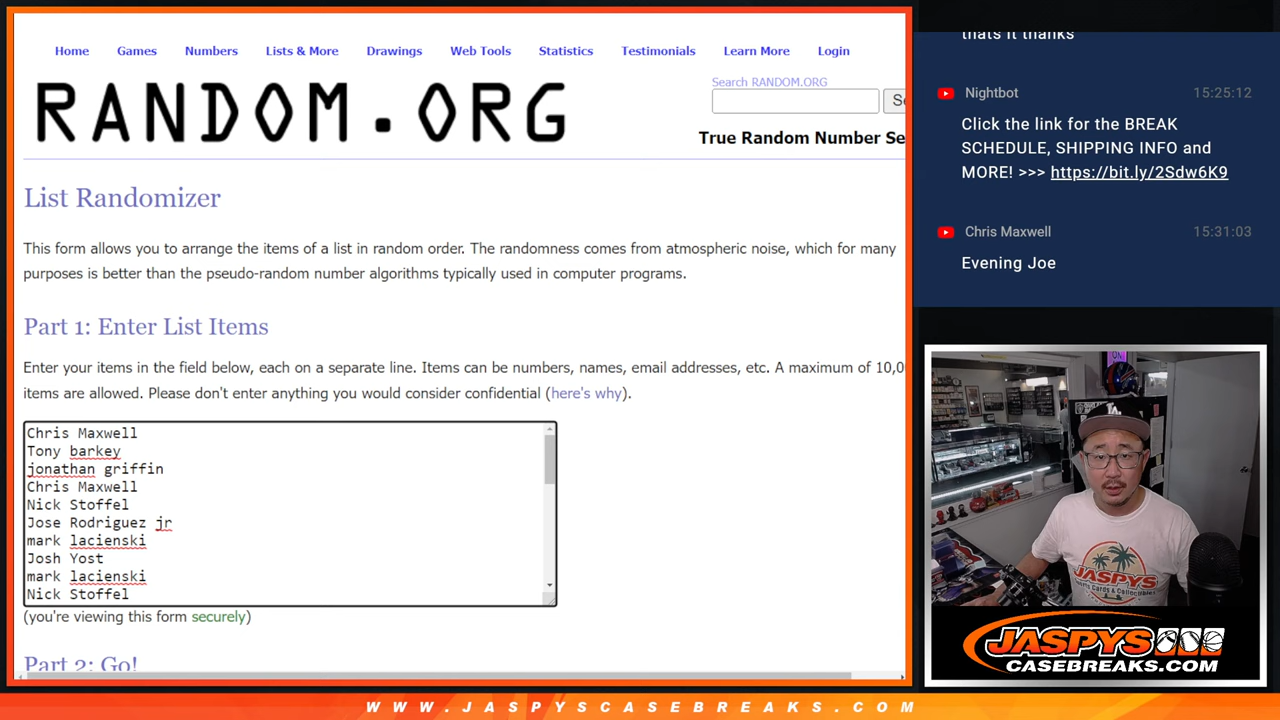 Home Games Numbers Lists & More Drawings Web Tools Statistics Testimonials Learn More Login
Search RANDOM.ORG
RANDOM.ORG
Se
True Random Number Se
List Randomizer
This form allows you to arrange the items of a list in random order. The randomness comes from atmospheric noise, which for many
purposes is better than the pseudo-random number algorithms typically used in computer programs.
Part 1: Enter List Items
Enter your items in the field below, each on a separate line. Items can be numbers, names, email addresses, etc. A maximum of 10,0
items are allowed. Please don't enter anything you would consider confidential (here's why).
Chris Maxwell
Tony barkey
jonathan griffin
Chris Maxwell
Nick Stoffel
Jose Rodriguez jr
mark lacienski
Josh Yost
mark lacienski
Nick Stoffel
(you're viewing this form securely)
Part 2: Go!
thats it thanks
Nightbot 15:25:12
Click the link for the BREAK
SCHEDULE, SHIPPING INFO and
MORE! >>> https://bit.ly/2Sdw6K9
Chris Maxwell 15:31:03
Evening Joe
ON
LA
JASPYS
JASPYS
CASEBREAKS.COM
WWW.JASPYSCASEBREAKS.COM